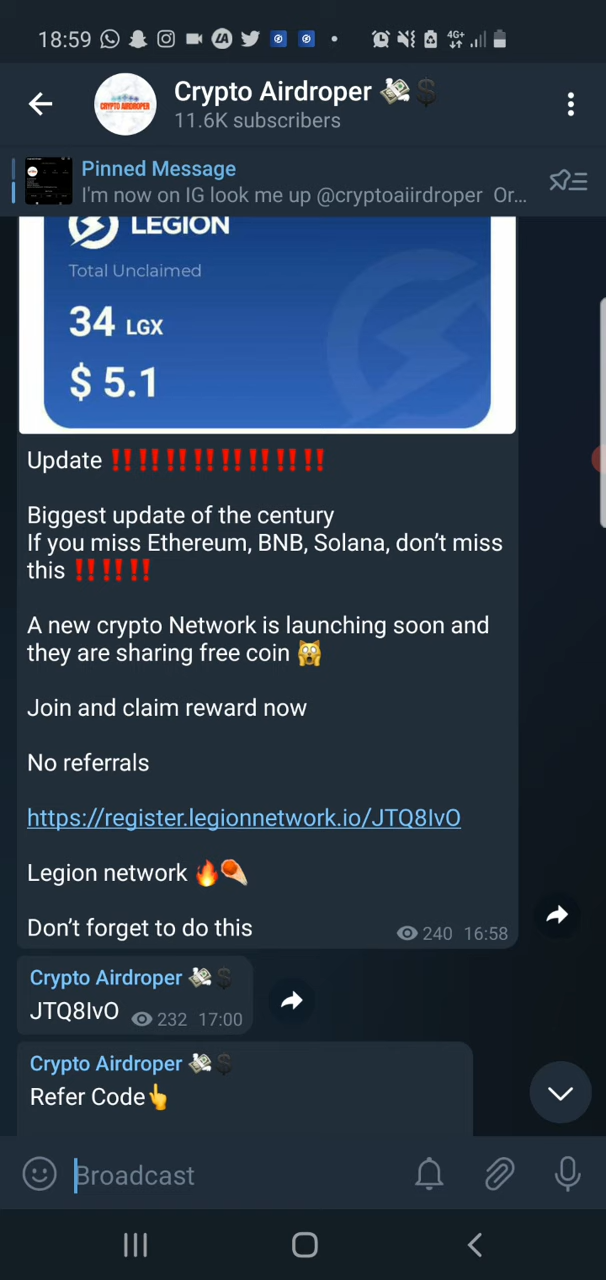 18:59
4G+
Crypto Airdroper 💸💲
11.6K subscribers
CRYPTO AIRDROPER
Pinned Message
I'm now on IG look me up @cryptoaiirdroper Or...
LEGION
Total Unclaimed
34 LGX
$ 5.1
Update ‼️‼️‼️‼️‼️‼️‼️‼️
Biggest update of the century
If you miss Ethereum, BNB, Solana, don’t miss
this ‼️‼️‼️
A new crypto Network is launching soon and
they are sharing free coin 🙀
Join and claim reward now
No referrals
https://register.legionnetwork.io/JTQ8IvO
Legion network 🔥☄️
Don’t forget to do this
240 16:58
Crypto Airdroper 💸💲
JTQ8IvO
232 17:00
Crypto Airdroper 💸💲
Refer Code👆
Broadcast